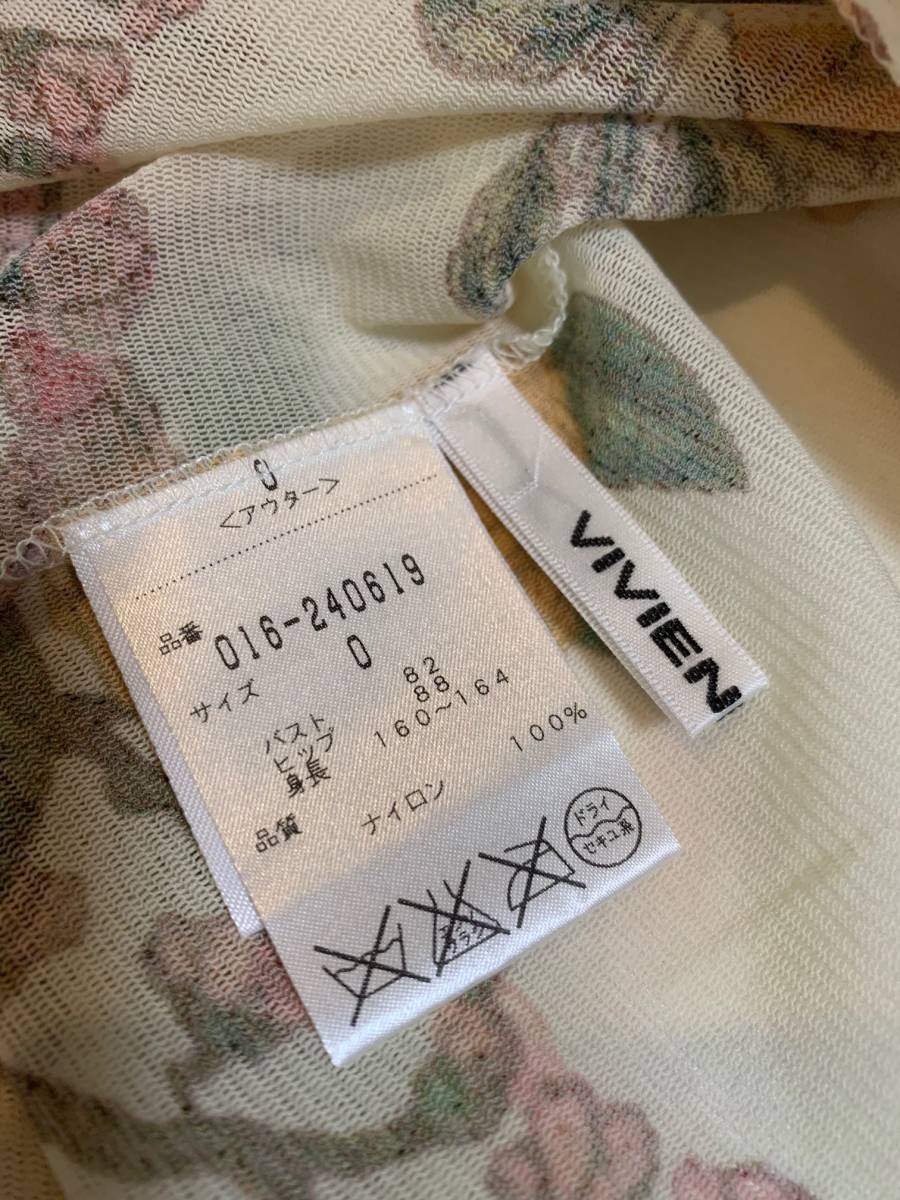 0
<アウター>
品番 016-240619
サイズ 0
バスト 82
ヒップ 88
身長 160~164
品質 ナイロン 100%
ドライ
セキユ系
VIVIEN